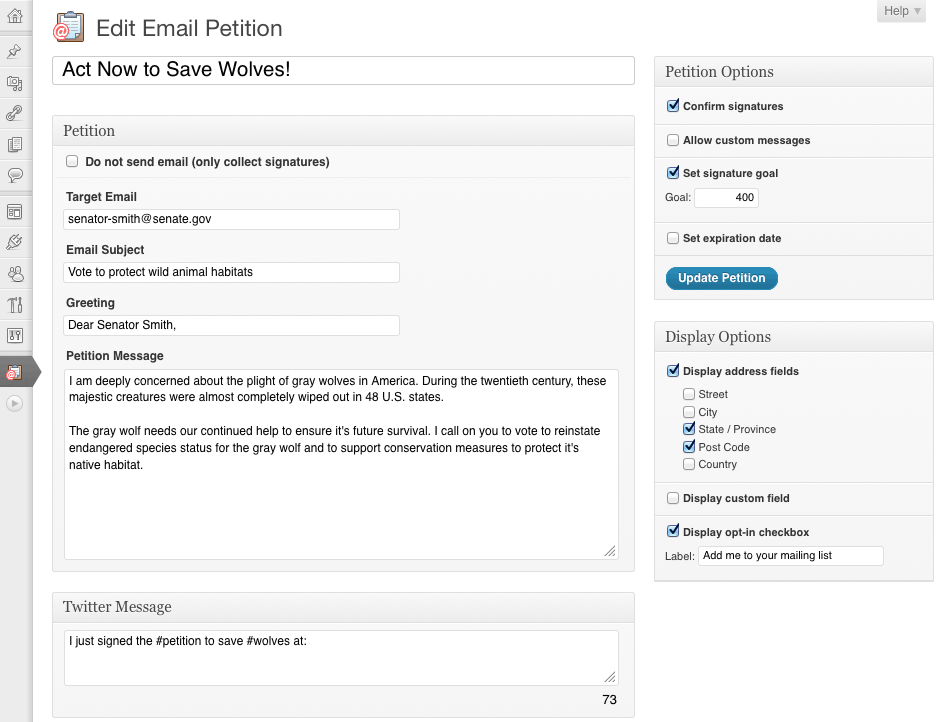 Help
Edit Email Petition
Act Now to Save Wolves!
Petition
Do not send email (only collect signatures)
Target Email
senator-smith@senate.gov
Email Subject
Vote to protect wild animal habitats
Greeting
Dear Senator Smith,
Petition Message
I am deeply concerned about the plight of gray wolves in America. During the twentieth century, these
majestic creatures were almost completely wiped out in 48 U.S. states.
The gray wolf needs our continued help to ensure it's future survival. I call on you to vote to reinstate
endangered species status for the gray wolf and to support conservation measures to protect it's
native habitat.
Twitter Message
I just signed the #petition to save #wolves at:
73
Petition Options
Confirm signatures
Allow custom messages
Set signature goal
Goal: 400
Set expiration date
Update Petition
Display Options
Display address fields
Street
City
State / Province
Post Code
Country
Display custom field
Display opt-in checkbox
Label: Add me to your mailing list